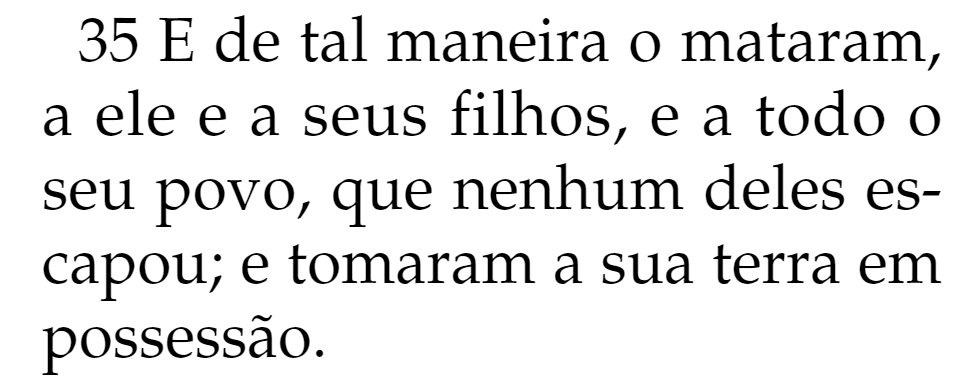 35 E de tal maneira o mataram,
a ele e a seus filhos, e a todo o
seu povo, que nenhum deles es-
capou; e tomaram a sua terra em
possessão.